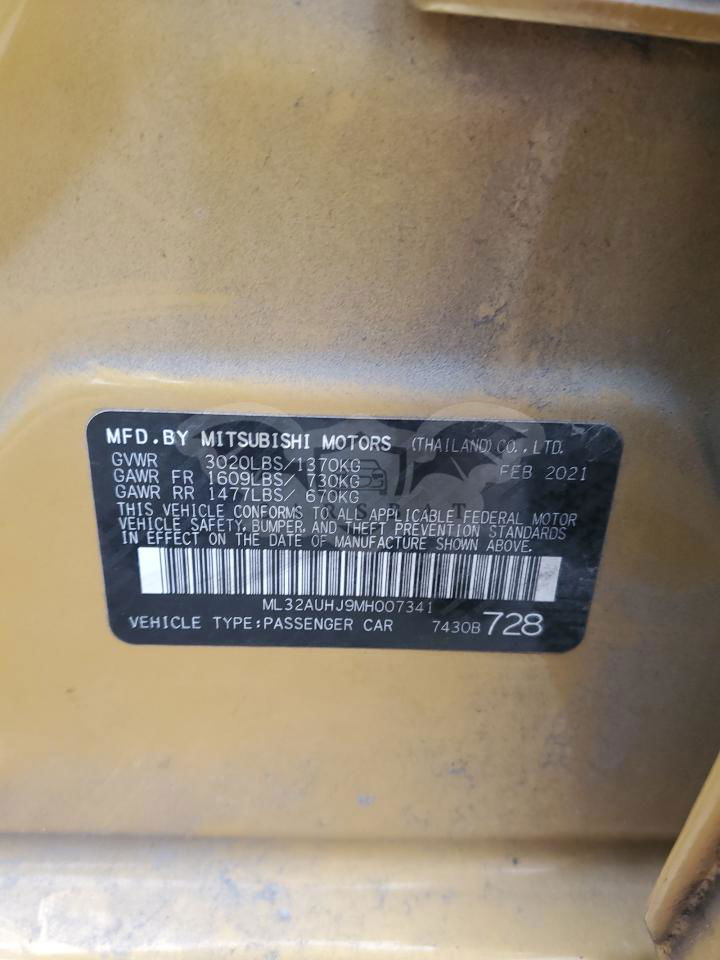 MFD.BY MITSUBISHI MOTORS (THAILAND)CO.,LTD.
GVWR 3020LBS/1370KG FEB 2021
GAWR FR 1609LBS/ 730KG
GAWR RR 1477LBS/ 670KG
THIS VEHICLE CONFORMS TO ALL APPLICABLE FEDERAL MOTOR
VEHICLE SAFETY, BUMPER, AND THEFT PREVENTION STANDARDS
IN EFFECT ON THE DATE OF MANUFACTURE SHOWN ABOVE.
ML32AUHJ9MH007341
VEHICLE TYPE:PASSENGER CAR 7430B 728